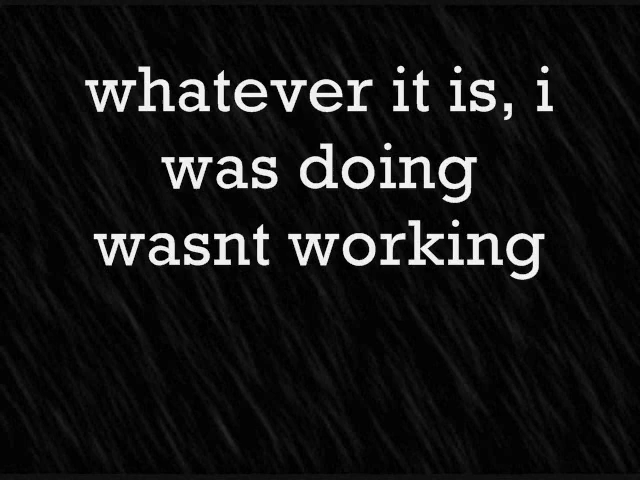 whatever it is, i
was doing
wasnt working